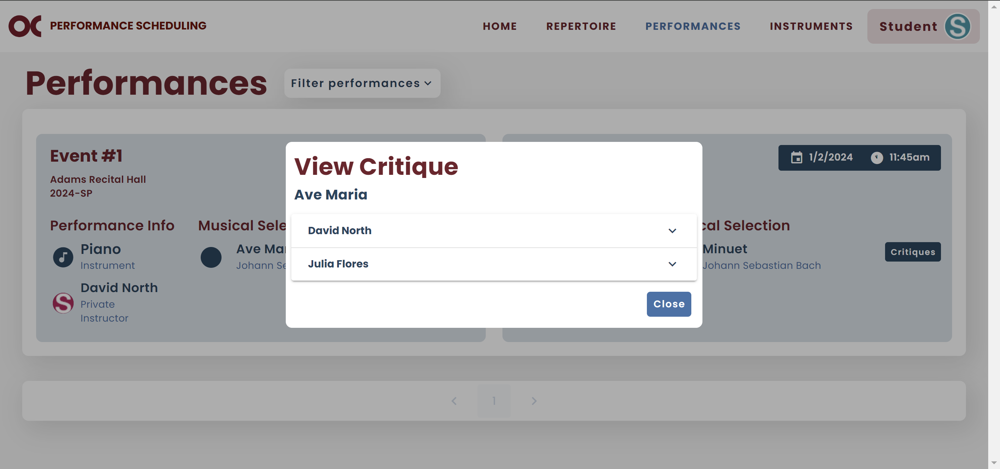 OC PERFORMANCE SCHEDULING
HOME REPERTOIRE PERFORMANCES INSTRUMENTS Student S
Performances Filter performances
Event #1
Adams Recital Hall
2024-SP
Performance Info Musical Sele
Piano
Instrument
Ave Mar
Johann Se
S
David North
Private
Instructor
View Critique
Ave Maria
David North
Julia Flores
Close
1/2/2024 11:45am
cal Selection
Minuet
Johann Sebastian Bach
Critiques
1